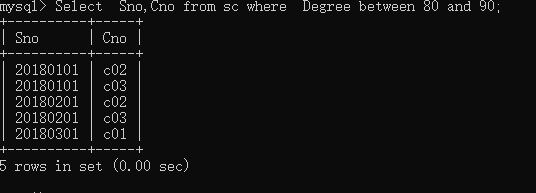 mysql> Select  Sno,Cno from sc where  Degree between 80 and 90;
+----------+-----+
| Sno      | Cno |
+----------+-----+
| 20180101 | c02 |
| 20180101 | c03 |
| 20180201 | c02 |
| 20180201 | c03 |
| 20180301 | c01 |
+----------+-----+
5 rows in set (0.00 sec)